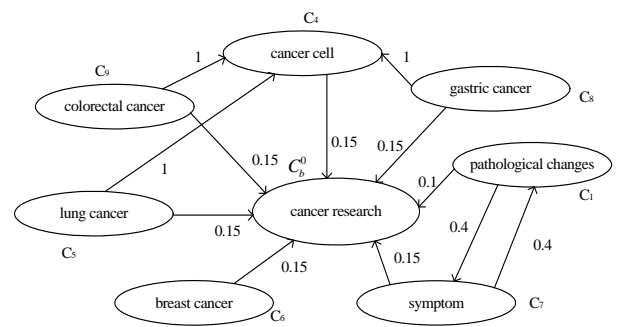 C4
1
cancer cell
1
C9
colorectal cancer
gastric cancer
C8
0.15
0.15
0.15
C_b^0
1
pathological changes
0.1
C1
lung cancer
cancer research
0.15
C5
0.4
0.4
0.15
0.15
breast cancer
C6
symptom
C7